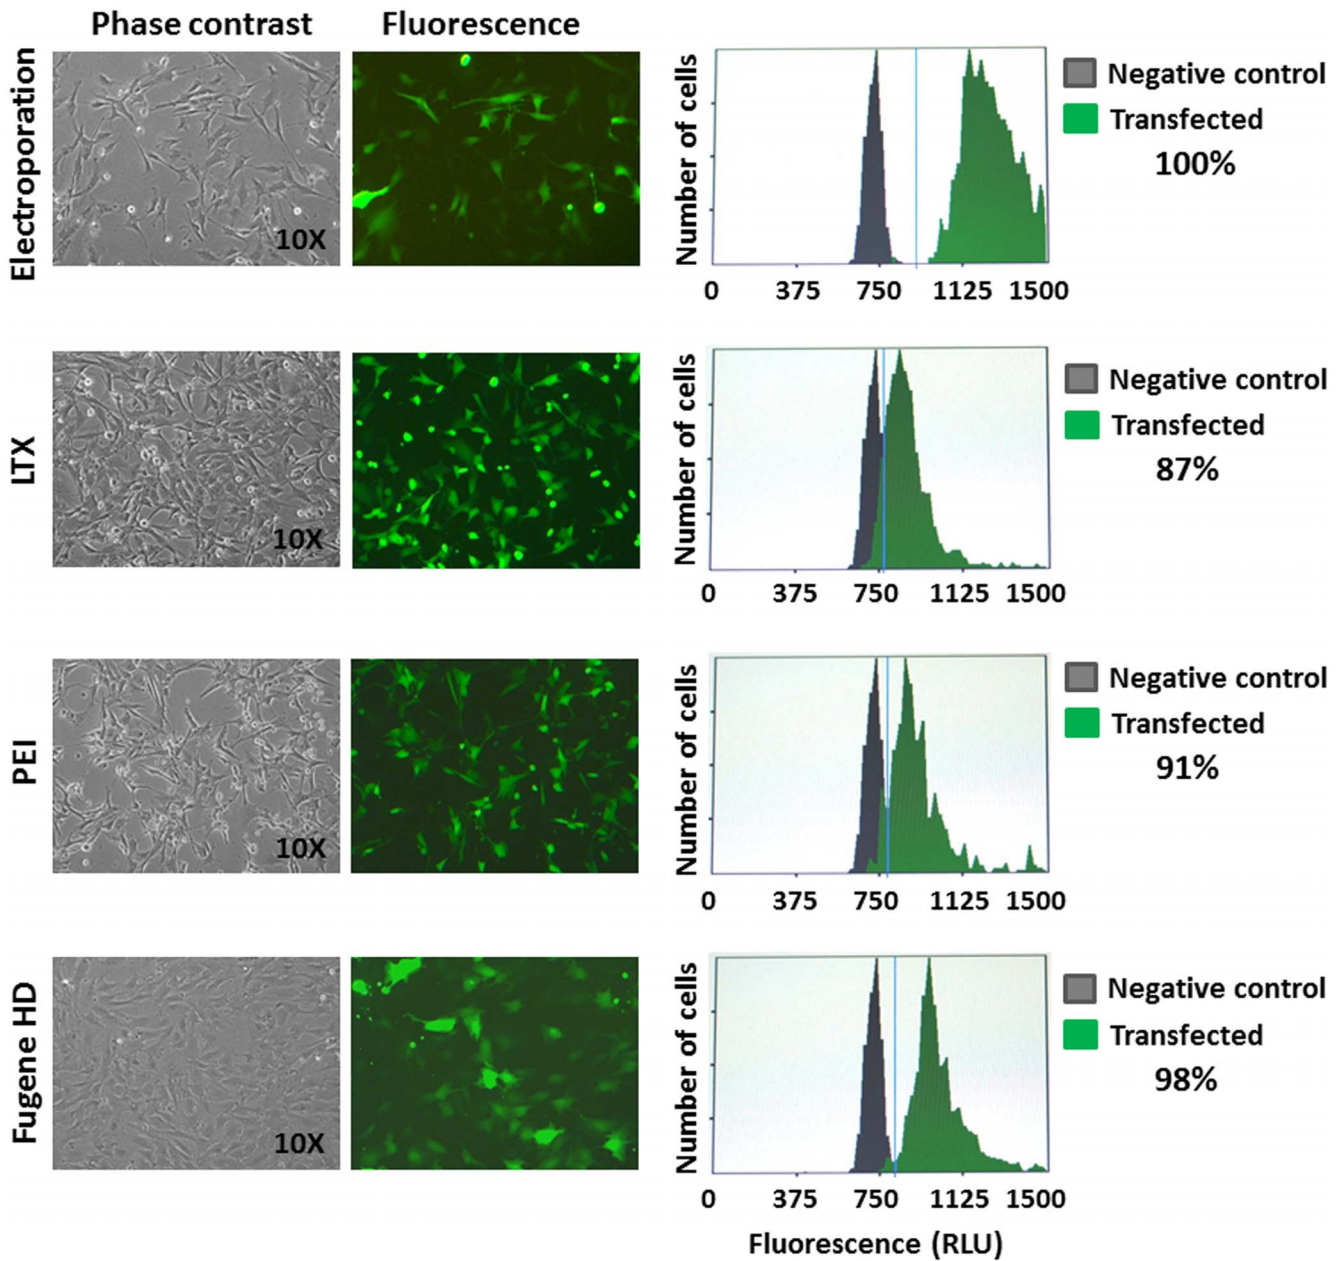 Phase contrast Fluorescence
Electroporation
10X
Number of cells
0 375 750 1125 1500
Negative control
Transfected
100%
LTX
10X
Number of cells
0 375 750 1125 1500
Negative control
Transfected
87%
PEI
10X
Number of cells
0 375 750 1125 1500
Negative control
Transfected
91%
Fugene HD
10X
Number of cells
0 375 750 1125 1500
Fluorescence (RLU)
Negative control
Transfected
98%